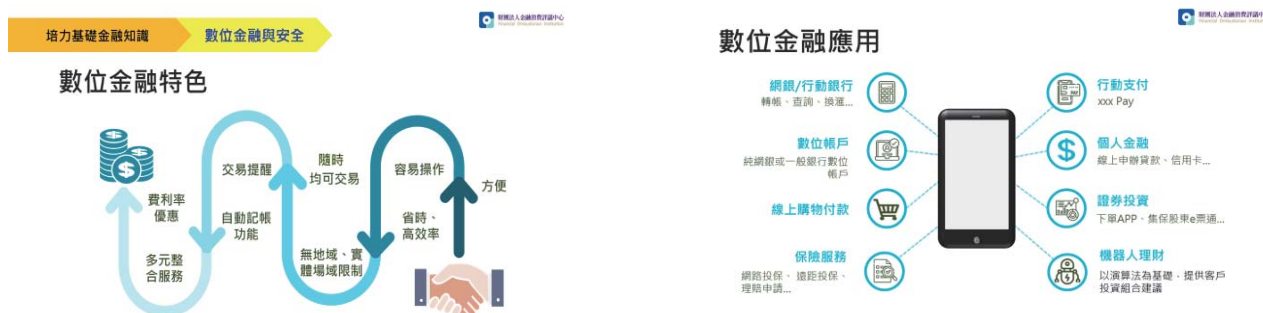 財團法人金融消費評議中心
Financial Ombudsman Institution
培力基礎金融知識
數位金融與安全
數位金融特色
費利率
優惠
多元整
合服務
交易提醒
自動記帳
功能
隨時
均可交易
無地域、實
體場域限制
容易操作
省時、
高效率
方便
財團法人金融消費評議中
Financial Ombudsman Institut
數位金融應用
網銀/行動銀行
轉帳、查詢、換滙...
數位帳戶
純網銀或一般銀行數位
帳戶
線上購物付款
保險服務
網路投保、遠距投保、
理賠申請...
行動支付
xxx Pay
個人金融
線上申辦貸款、信用卡...
證券投資
下單APP、集保股東e票通...
機器人理財
以演算法為基礎，提供客戶
投資組合建議